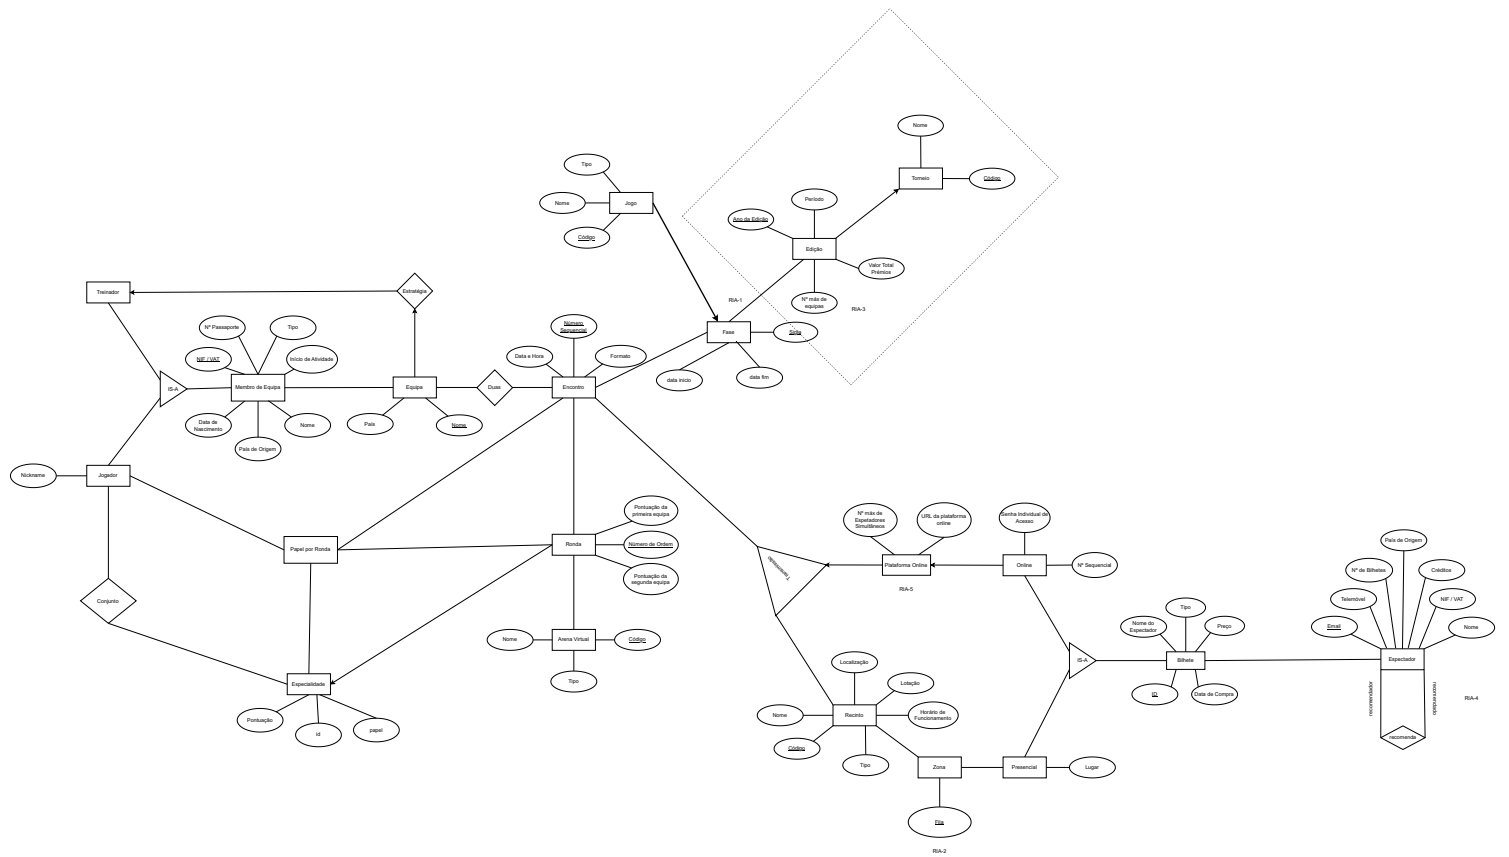 Nome
Torneio
Código
Tipo
Nome
Jogo
Código
Período
Ano da Edição
Edição
Valor Total
Prémios
Nº máx de
equipas
RIA-1
RIA-3
Treinador
Estratégia
Nº Passaporte
Tipo
NIF / VAT
Início de Atividade
IS-A
Membro de Equipa
Data de
Nascimento
Nome
País de Origem
Equipa
País
Nome
Duas
Número
Sequencial
Data e Hora
Formato
Encontro
Fase
Sigla
data início
data fim
Nickname
Jogador
Papel por Ronda
Ronda
Pontuação da
primeira equipa
Número de Ordem
Pontuação da
segunda equipa
Conjunto
Nome
Arena Virtual
Código
Tipo
Especialidade
Pontuação
id
papel
Transmissão
Nº máx de
Espetadores
Simultâneos
URL da plataforma
online
Senha Individual de
Acesso
Plataforma Online
Online
Nº Sequencial
RIA-5
Localização
Lotação
Nome
Recinto
Horário de
Funcionamento
Código
Tipo
Zona
Presencial
Lugar
Fila
RIA-2
IS-A
Tipo
Nome do
Espectador
Preço
Bilhete
ID
Data de Compra
País de Origem
Nº de Bilhetes
Créditos
Telemóvel
NIF / VAT
Email
Nome
Espectador
recomendador
recomendado
RIA-4
recomenda